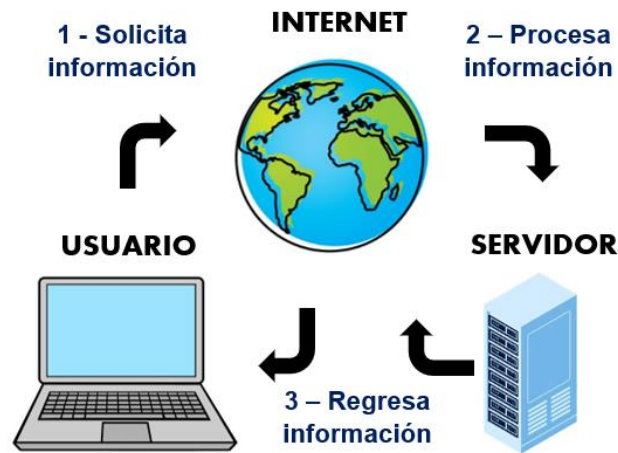 1 - Solicita
información
INTERNET
2 – Procesa
información
USUARIO
SERVIDOR
3 – Regresa
información